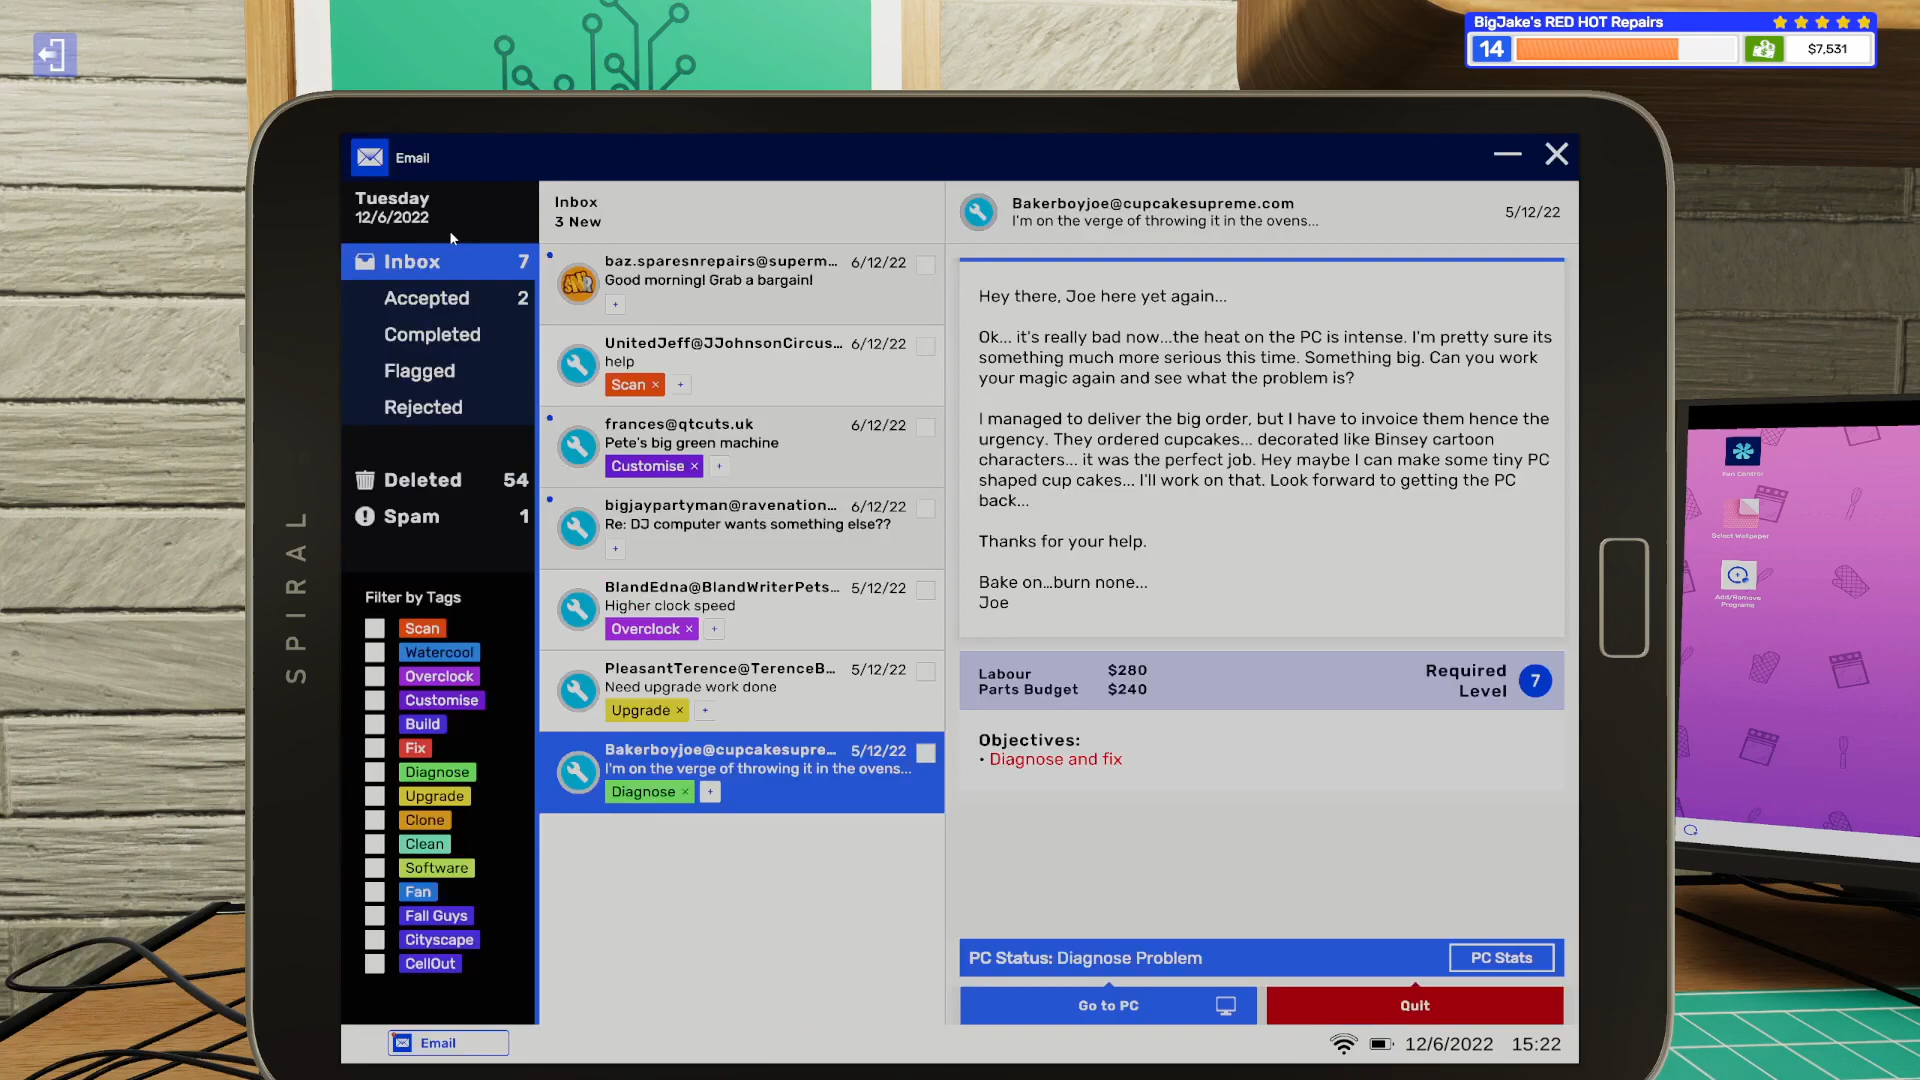 BigJake's RED HOT Repairs
14
$7,531
Email
Tuesday
12/6/2022
Inbox 7
Accepted 2
Completed
Flagged
Rejected
Deleted 54
Spam 1
Filter by Tags
Scan
Watercool
Overclock
Customise
Build
Fix
Diagnose
Upgrade
Clone
Clean
Software
Fan
Fall Guys
Cityscape
CellOut
Inbox
3 New
baz.sparesnrepairs@superm... 6/12/22
Good morning! Grab a bargain!
+
UnitedJeff@JJohnsonCircus... 6/12/22
help
Scan × +
frances@qtcuts.uk 6/12/22
Pete's big green machine
Customise × +
bigjaypartyman@ravenation... 6/12/22
Re: DJ computer wants something else??
+
BlandEdna@BlandWriterPets... 5/12/22
Higher clock speed
Overclock × +
PleasantTerence@TerenceB... 5/12/22
Need upgrade work done
Upgrade × +
Bakerboyjoe@cupcakesupre... 5/12/22
I'm on the verge of throwing it in the ovens...
Diagnose × +
Bakerboyjoe@cupcakesupreme.com 5/12/22
I'm on the verge of throwing it in the ovens...
Hey there, Joe here yet again...
Ok... it's really bad now...the heat on the PC is intense. I'm pretty sure its
something much more serious this time. Something big. Can you work
your magic again and see what the problem is?
I managed to deliver the big order, but I have to invoice them hence the
urgency. They ordered cupcakes... decorated like Binsey cartoon
characters... it was the perfect job. Hey maybe I can make some tiny PC
shaped cup cakes... I'll work on that. Look forward to getting the PC
back...
Thanks for your help.
Bake on...burn none...
Joe
Labour $280
Parts Budget $240
Required
Level 7
Objectives:
• Diagnose and fix
PC Status: Diagnose Problem PC Stats
Go to PC Quit
Email 12/6/2022 15:22
SPIRAL
Fan Control
Select Wallpaper
Add/Remove
Programs